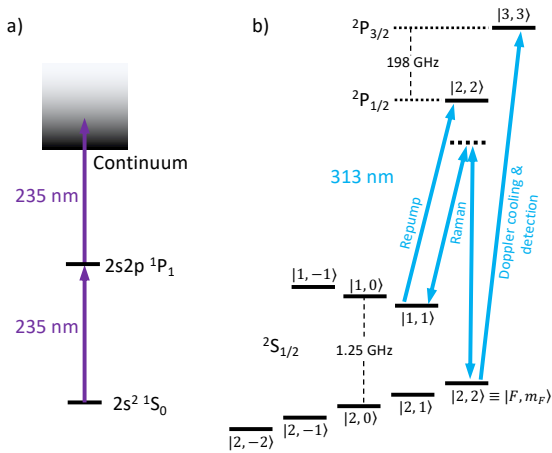 a)
Continuum
235 nm
2s2p ¹P₁
235 nm
2s² ¹S₀
b)
²P₃/₂
|3, 3⟩
198 GHz
²P₁/₂
|2, 2⟩
313 nm
Repump
Raman
Doppler cooling &
detection
|1, −1⟩
|1, 0⟩
|1, 1⟩
²S₁/₂
1.25 GHz
|2, −2⟩
|2, −1⟩
|2, 0⟩
|2, 1⟩
|2, 2⟩ ≡ |F, m_F⟩